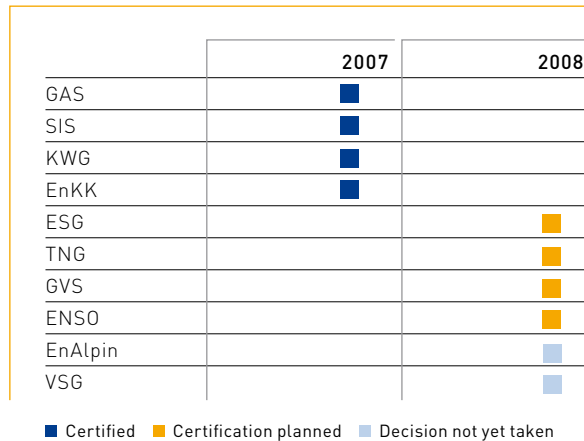 2007 2008
GAS
SIS
KWG
EnKK
ESG
TNG
GVS
ENSO
EnAlpin
VSG
Certified Certification planned Decision not yet taken